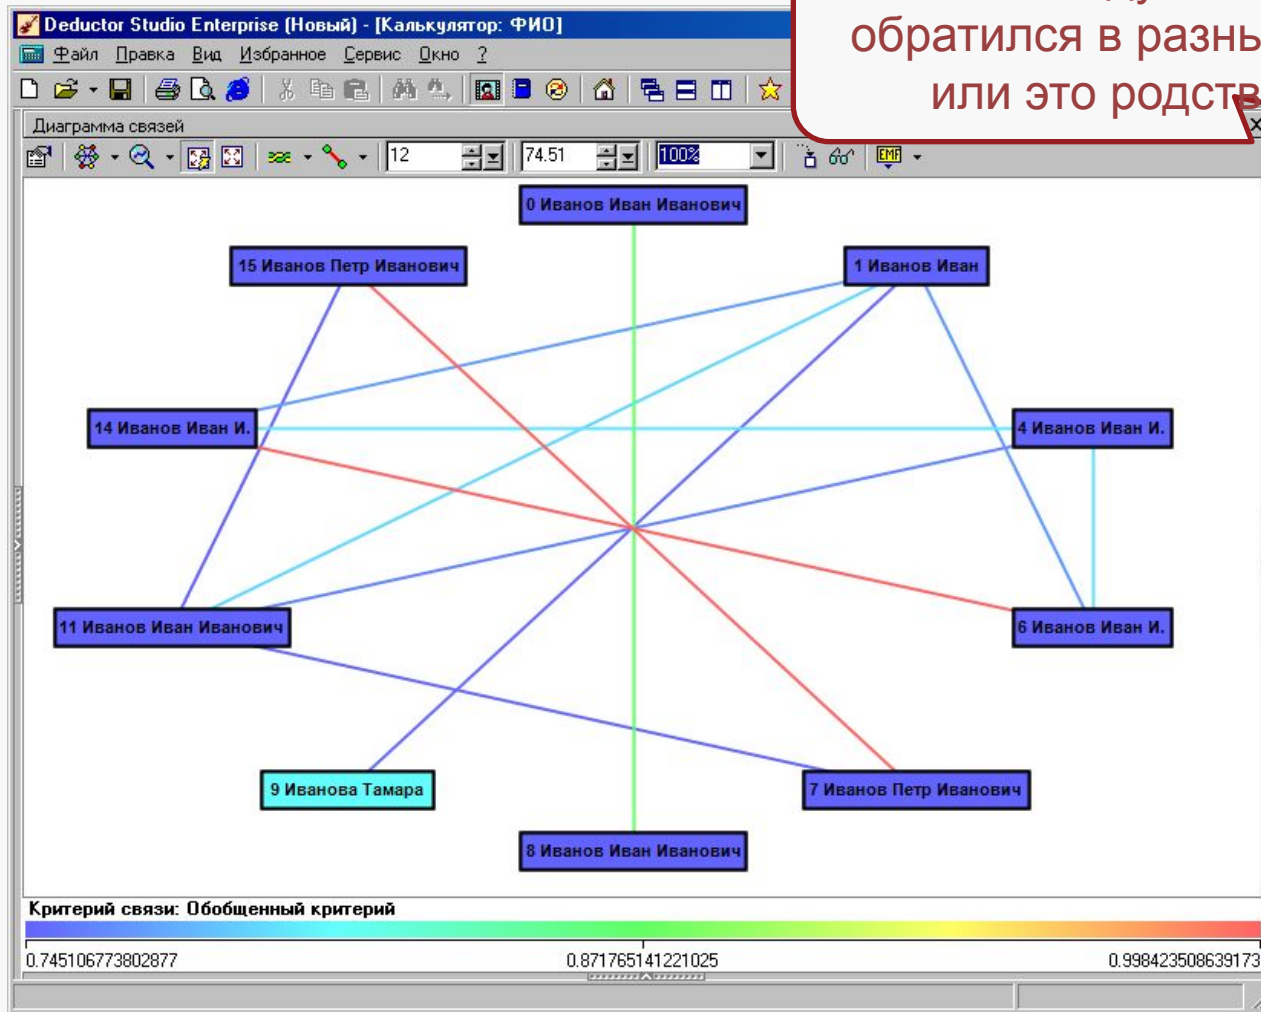 Deductor Studio Enterprise (Новый) - [Калькулятор: ФИО]
обратился в
или это
Файл Правка Вид Избранное Сервис Окно ?
Диаграмма связей
12 74.51 100% EMF
0 Иванов Иван Иванович
15 Иванов Петр Иванович
1 Иванов Иван
14 Иванов Иван И.
4 Иванов Иван И.
11 Иванов Иван Иванович
6 Иванов Иван И.
9 Иванова Тамара
7 Иванов Петр Иванович
8 Иванов Иван Иванович
Критерий связи: Обобщенный критерий
0.745106773802877 0.871765141221025 0.998423508639173